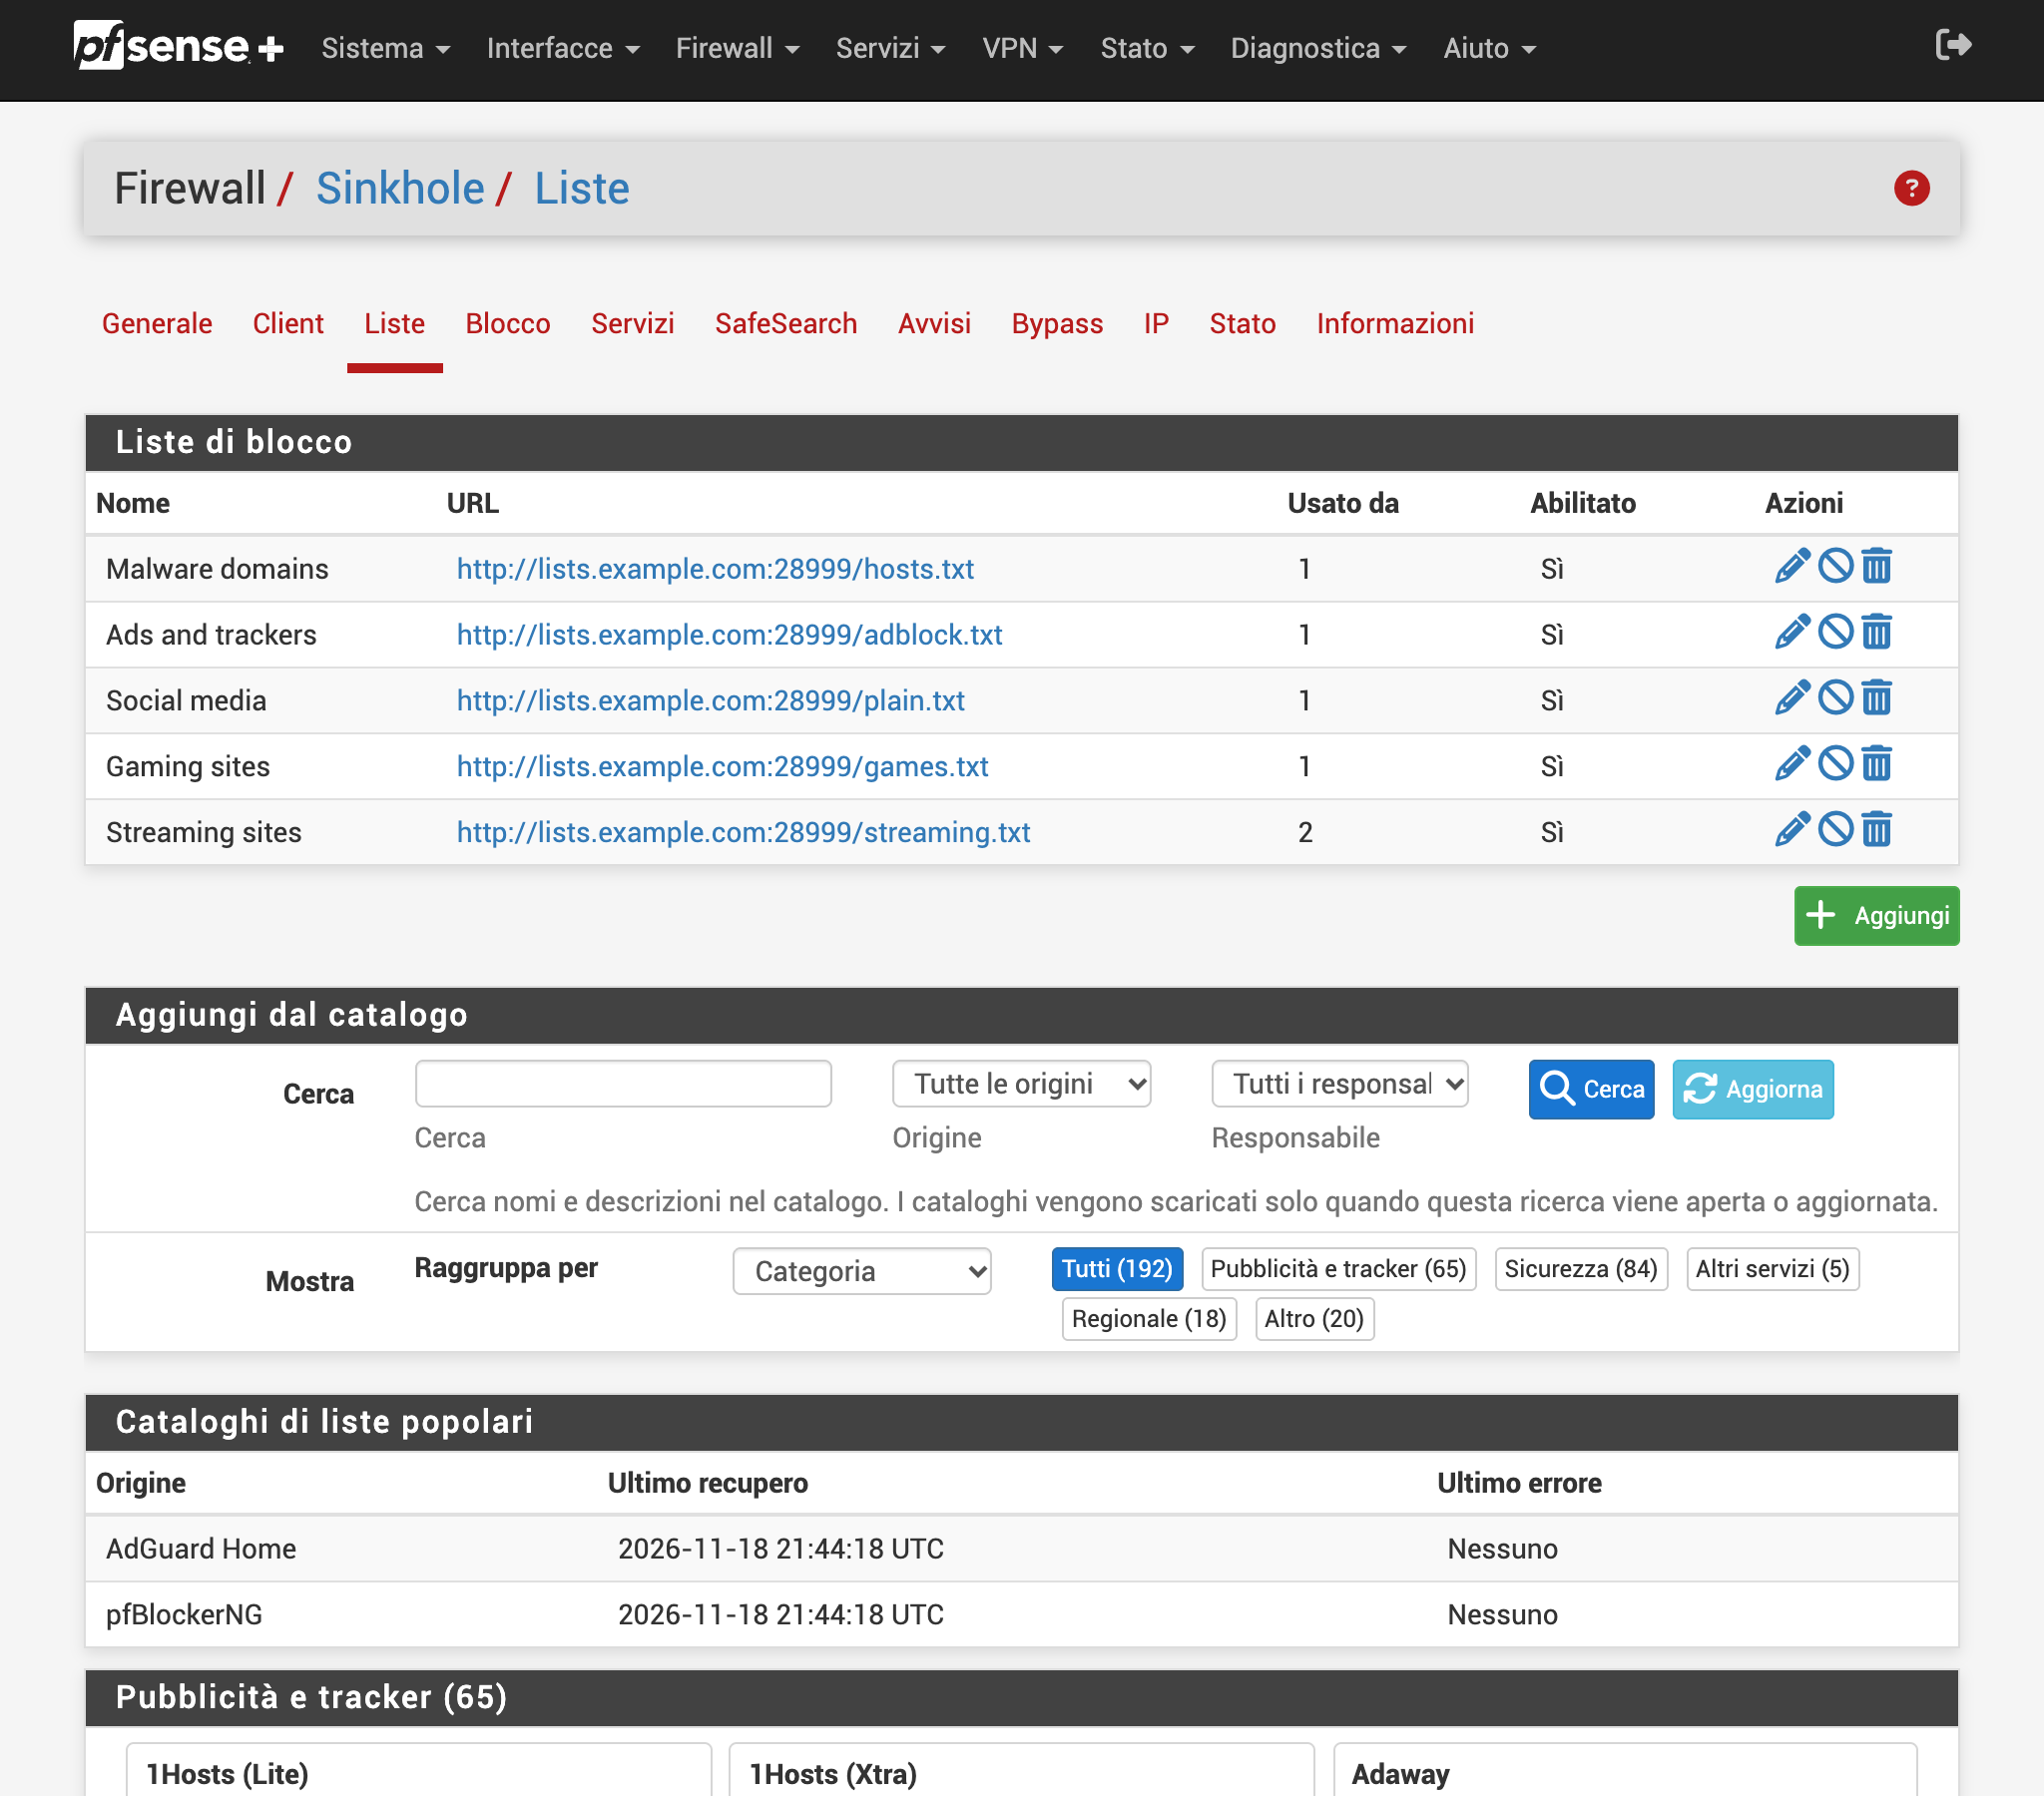 pfsense+ Sistema Interfacce Firewall Servizi VPN Stato Diagnostica Aiuto
Firewall / Sinkhole / Liste
?
Generale Client Liste Blocco Servizi SafeSearch Avvisi Bypass IP Stato Informazioni
Liste di blocco
Nome URL Usato da Abilitato Azioni
Malware domains http://lists.example.com:28999/hosts.txt 1 Sì
Ads and trackers http://lists.example.com:28999/adblock.txt 1 Sì
Social media http://lists.example.com:28999/plain.txt 1 Sì
Gaming sites http://lists.example.com:28999/games.txt 1 Sì
Streaming sites http://lists.example.com:28999/streaming.txt 2 Sì
Aggiungi
Aggiungi dal catalogo
Cerca Tutte le origini Tutti i responsal Cerca Aggiorna
Cerca Origine Responsabile
Cerca nomi e descrizioni nel catalogo. I cataloghi vengono scaricati solo quando questa ricerca viene aperta o aggiornata.
Mostra Raggruppa per Categoria Tutti (192) Pubblicità e tracker (65) Sicurezza (84) Altri servizi (5)
Regionale (18) Altro (20)
Cataloghi di liste popolari
Origine Ultimo recupero Ultimo errore
AdGuard Home 2026-11-18 21:44:18 UTC Nessuno
pfBlockerNG 2026-11-18 21:44:18 UTC Nessuno
Pubblicità e tracker (65)
1Hosts (Lite) 1Hosts (Xtra) Adaway